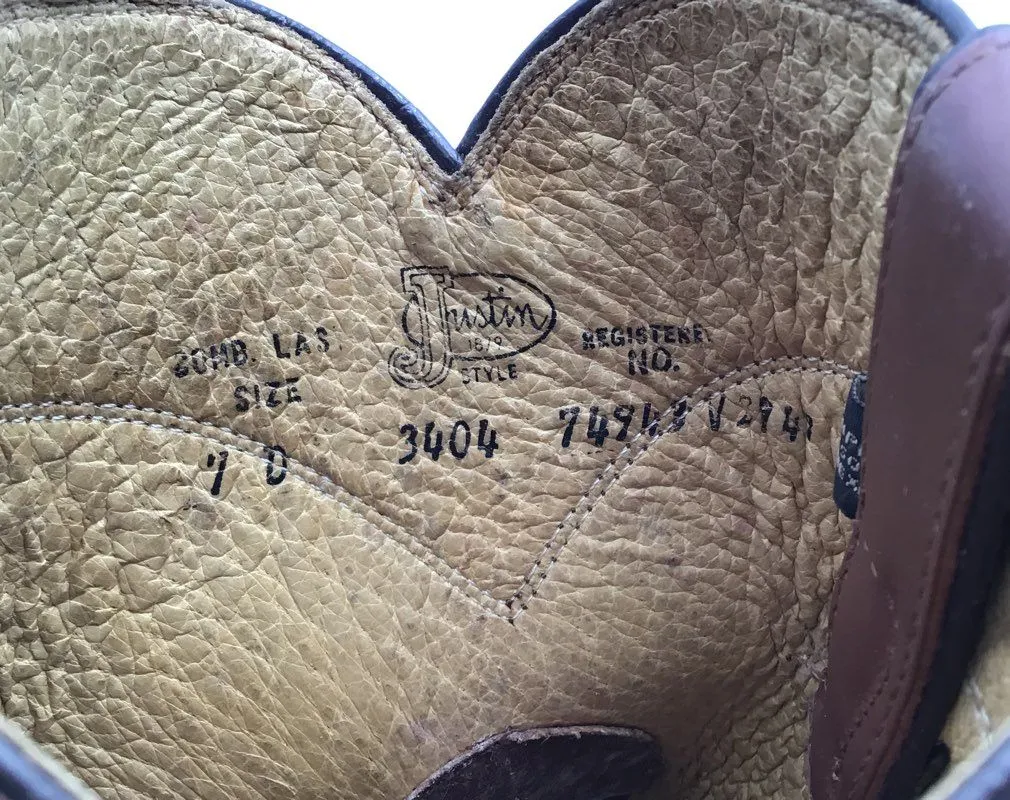 COMB. LAS.
SIZE
7 D
Justin
1879
STYLE
3404
REGISTERE
NO.